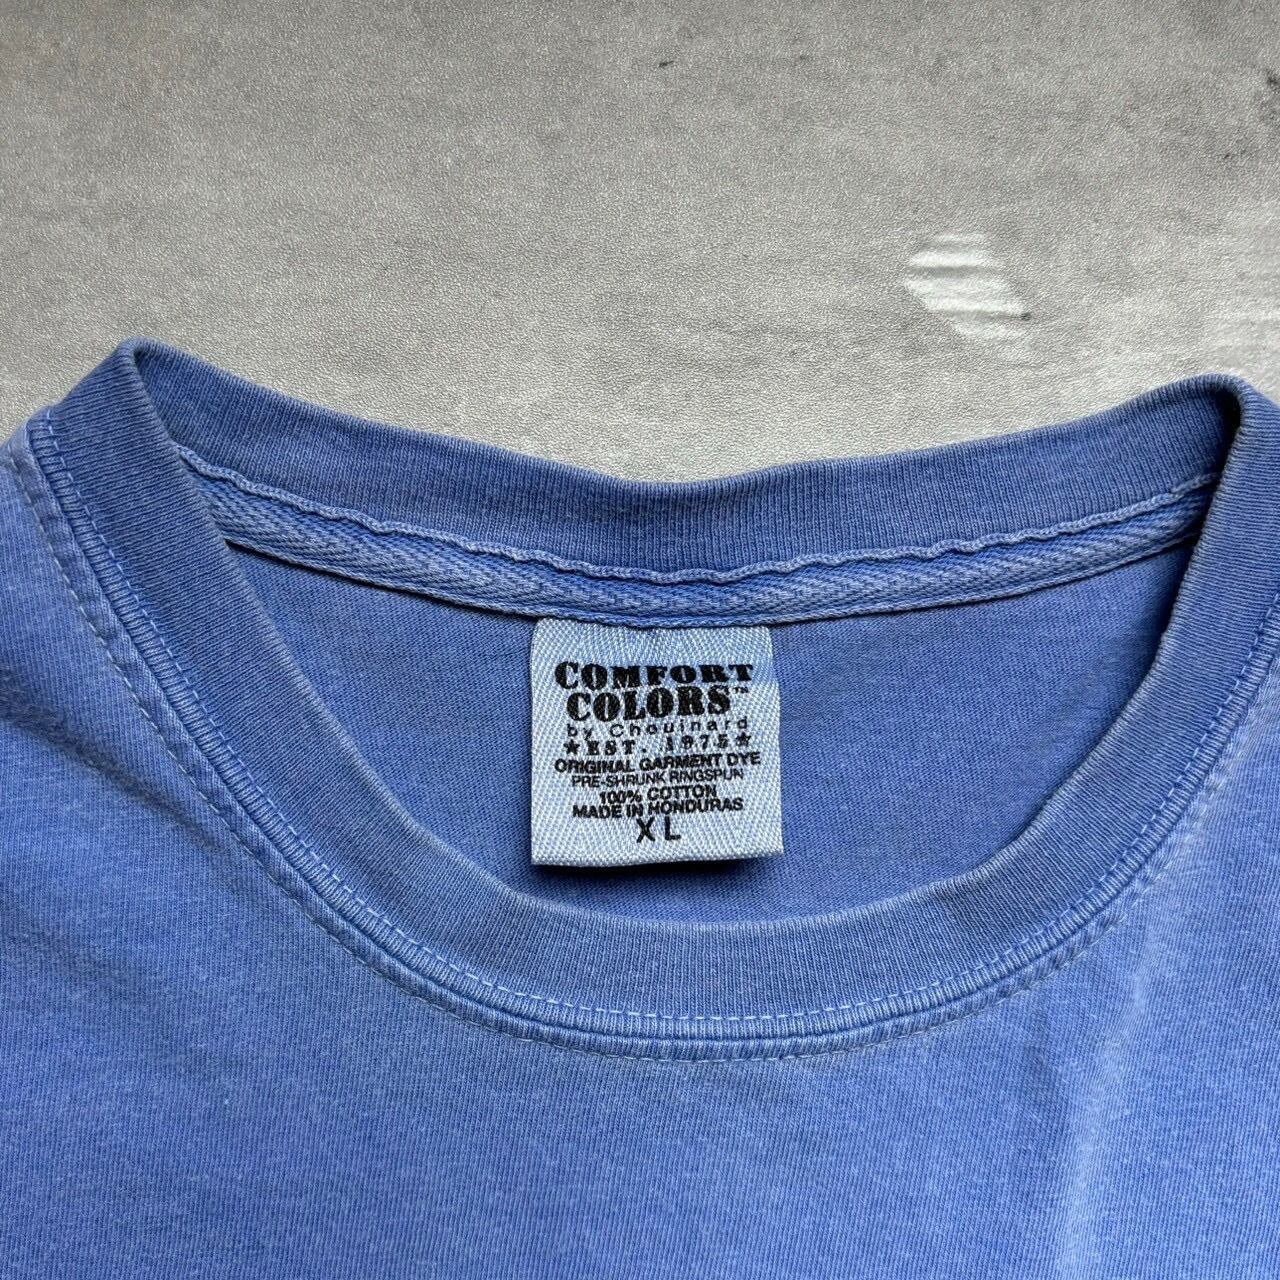 COMFORT
COLORS™
by Chouinard
★EST. 1975★
ORIGINAL GARMENT DYE
PRE-SHRUNK RINGSPUN
100% COTTON
MADE IN HONDURAS
XL